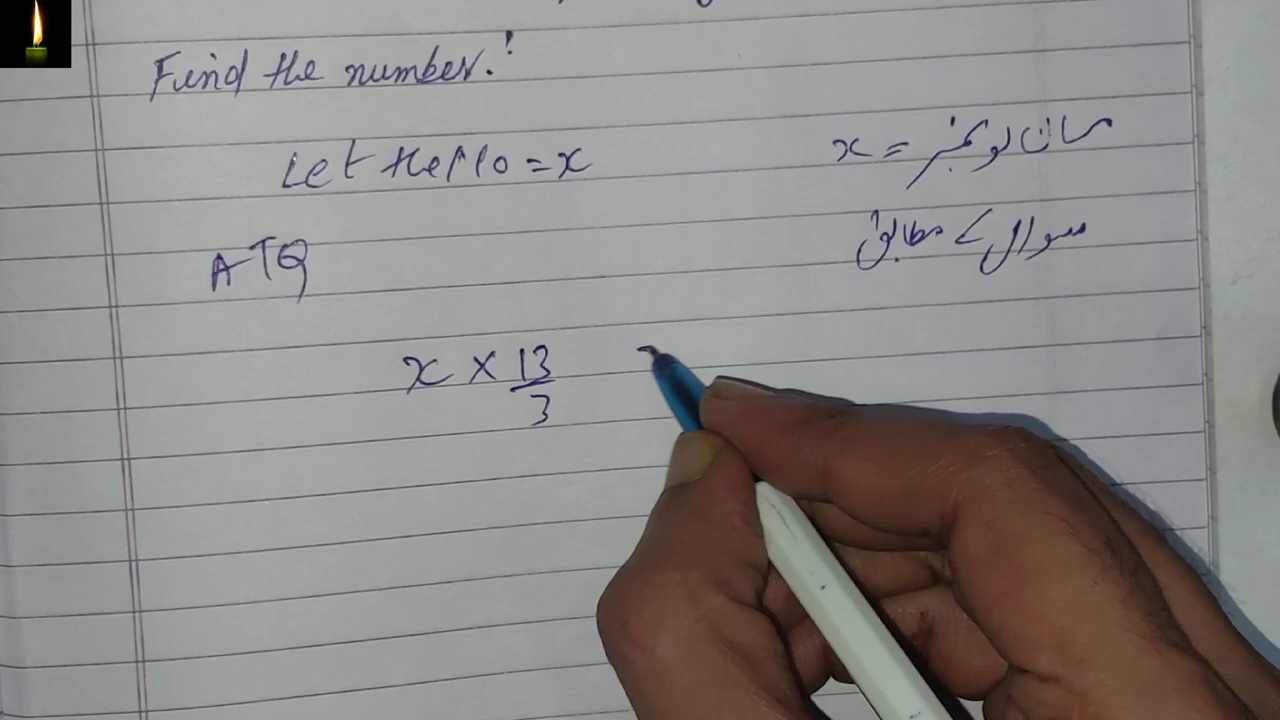 Find the number.'
Let the No = x
مان لو نمبر = x
ATQ
سوال کے مطابق
x × 13/3